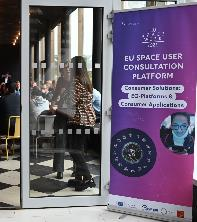 EU SPACE USER
CONSULTATION
PLATFORM
Consumer Solutions:
EO-Platforms &
Consumer Applications